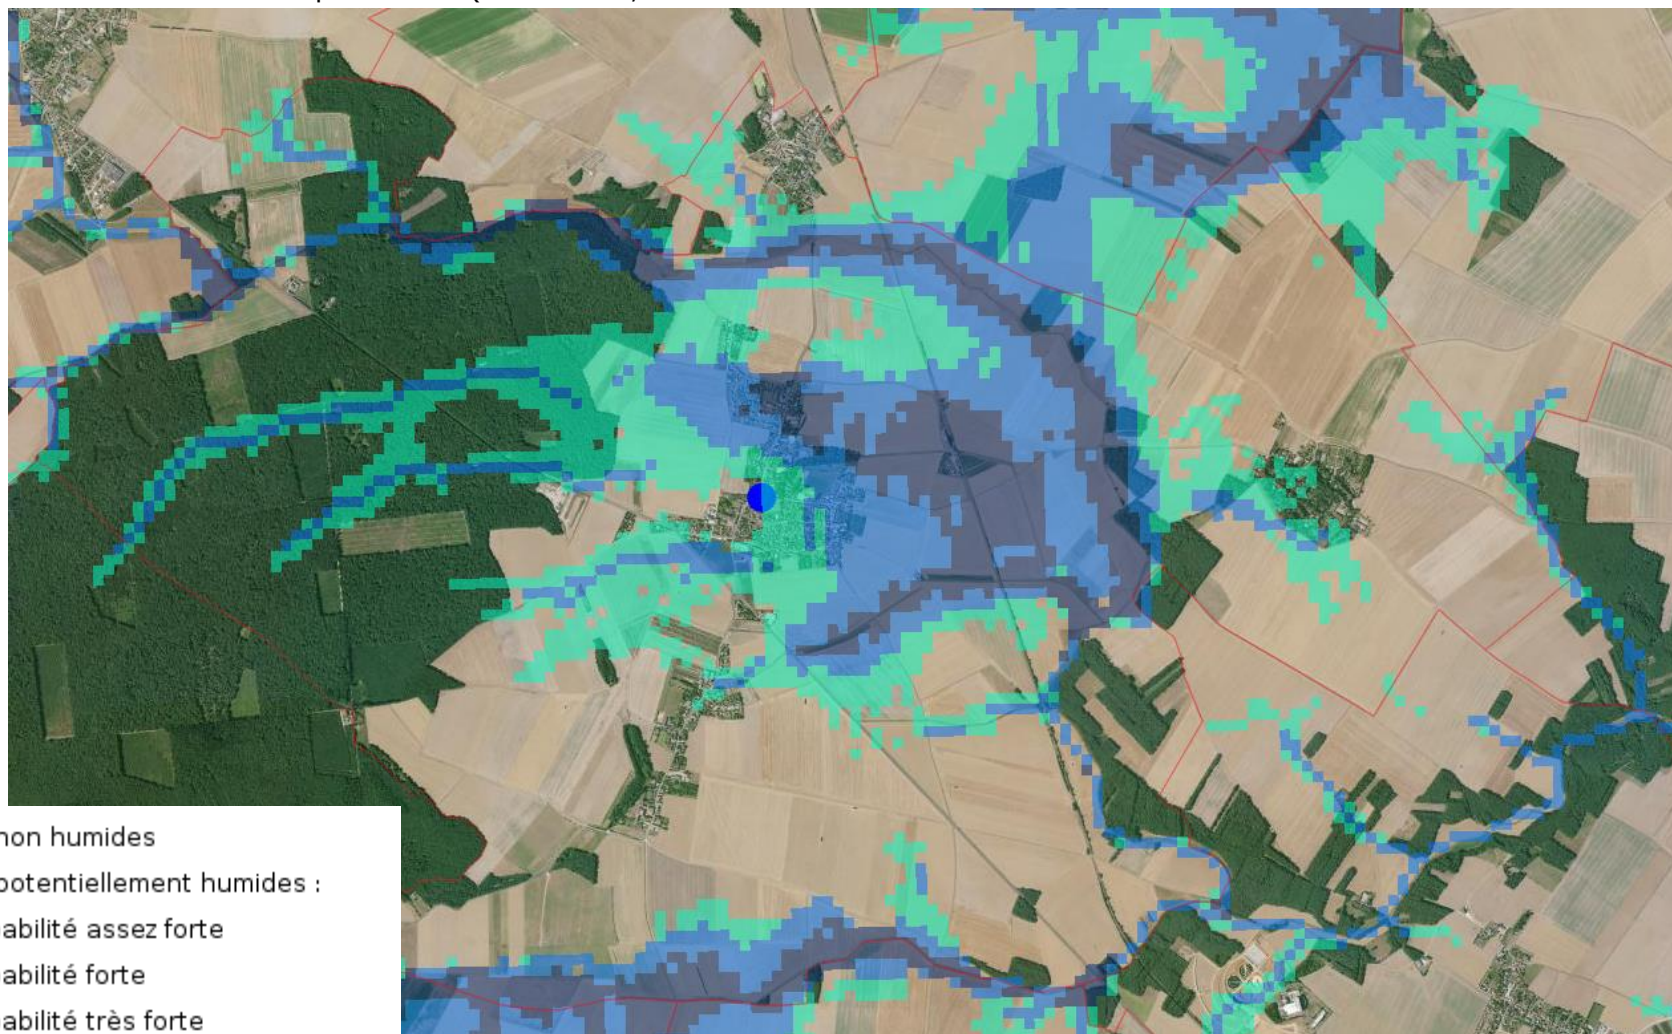 non humides
potentiellement humides :
abilité assez forte
abilité forte
abilité très forte